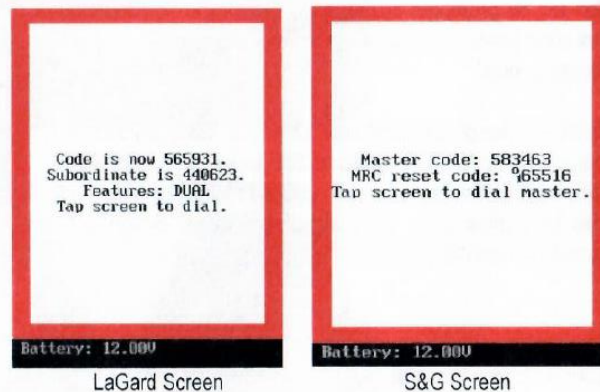 Code is now 565931.
Subordinate is 440623.
Features: DUAL
Tap screen to dial.
Battery: 12.00V
LaGard Screen
Master code: 583463
MRC reset code: 65516
Tap screen to dial master.
Battery: 12.00V
S&G Screen